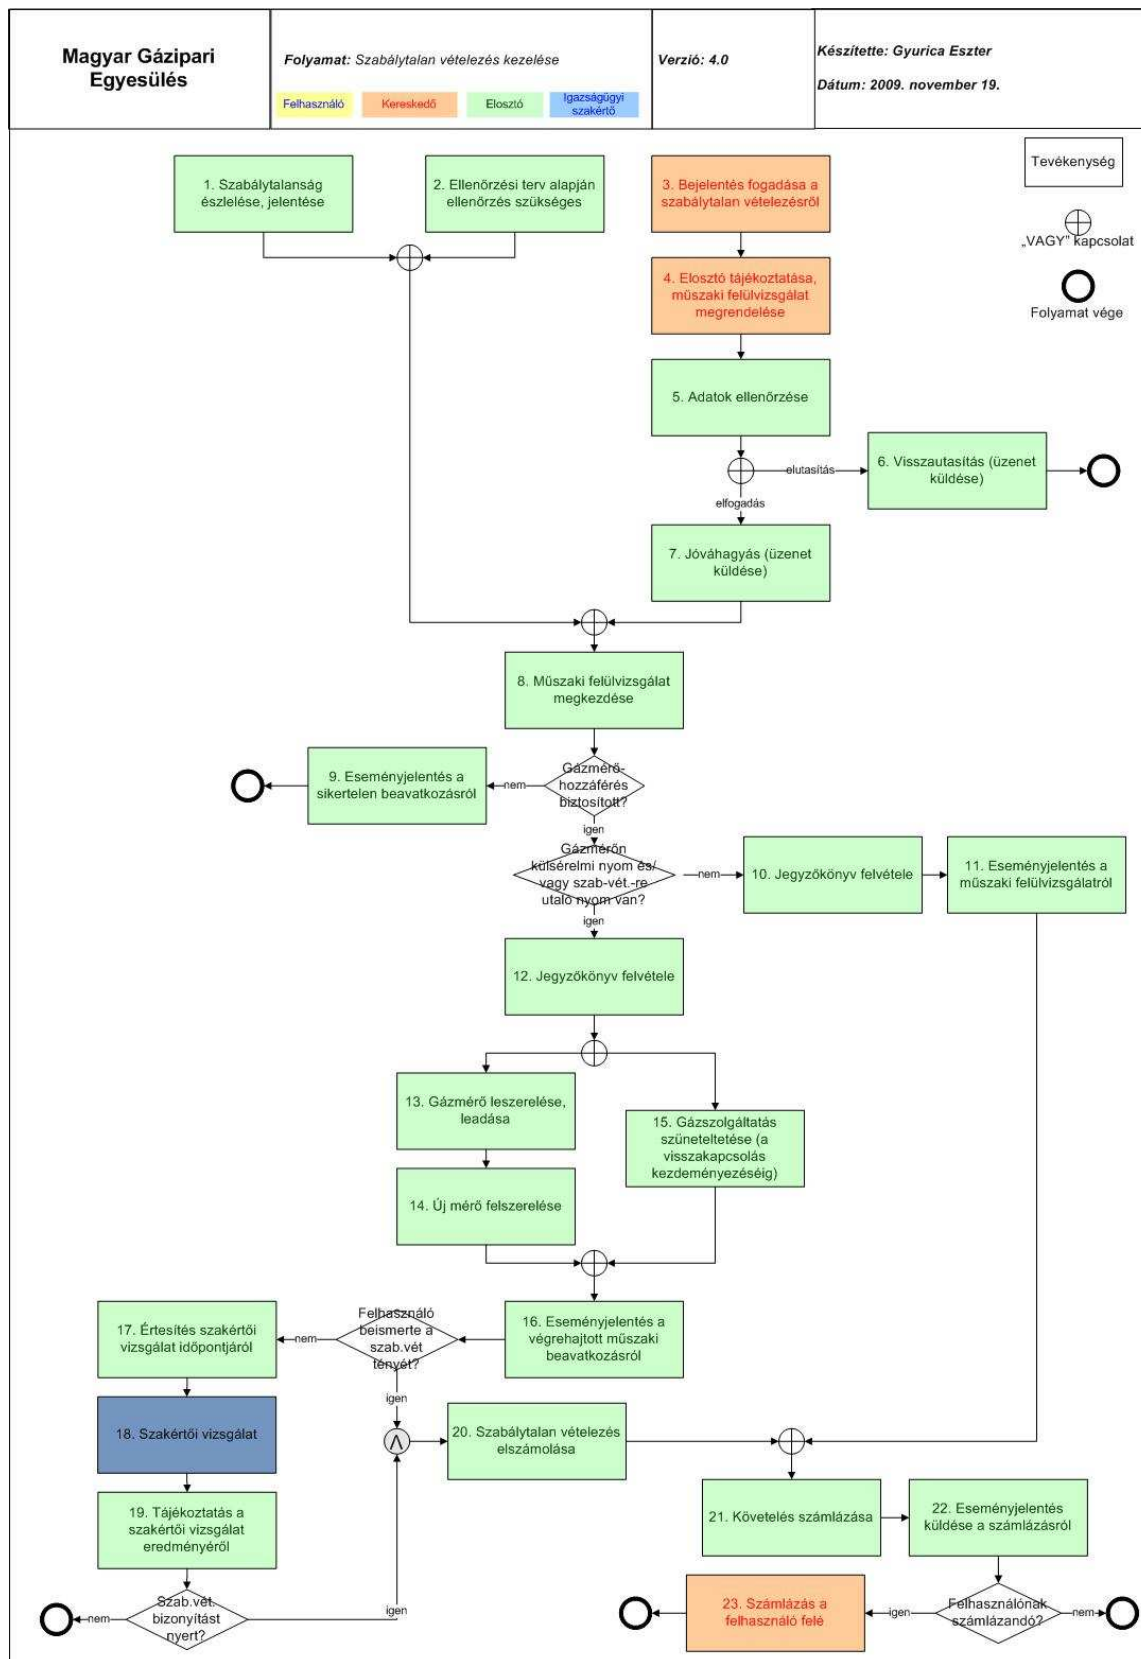 Magyar Gázipari
Egyesülés
Folyamat: Szabálytalan vételezés kezelése
Verzió: 4.0
Készítette: Gyurica Eszter
Dátum: 2009. november 19.
Felhasználó
Kereskedő
Elosztó
Igazságügyi
szakértő
1. Szabálytalanság
észlelése, jelentése
2. Ellenőrzési terv alapján
ellenőrzés szükséges
3. Bejelentés fogadása a
szabálytalan vételezésről
Tevékenység
„VAGY” kapcsolat
Folyamat vége
4. Elosztó tájékoztatása,
műszaki felülvizsgálat
megrendelése
5. Adatok ellenőrzése
elutasítás
6. Visszautasítás (üzenet
küldése)
elfogadás
7. Jóváhagyás (üzenet
küldése)
8. Műszaki felülvizsgálat
megkezdése
9. Eseményjelentés a
sikertelen beavatkozásról
nem
Gázmérő-
hozzáférés
biztosított?
igen
Gázmérőn
külsérelmi nyom és/
vagy szab-vét.-re
utaló nyom van?
nem
10. Jegyzőkönyv felvétele
11. Eseményjelentés a
műszaki felülvizsgálatról
igen
12. Jegyzőkönyv felvétele
13. Gázmérő leszerelése,
leadása
15. Gázszolgáltatás
szüneteltetése (a
visszakapcsolás
kezdeményezéséig)
14. Új mérő felszerelése
17. Értesítés szakértői
vizsgálat időpontjáról
nem
Felhasználó
beismerte a
szab.vét
tényét?
16. Eseményjelentés a
végrehajtott műszaki
beavatkozásról
igen
18. Szakértői vizsgálat
20. Szabálytalan vételezés
elszámolása
19. Tájékoztatás a
szakértői vizsgálat
eredményéről
21. Követelés számlázása
22. Eseményjelentés
küldése a számlázásról
nem
Szab.vét.
bizonyítást
nyert?
igen
23. Számlázás a
felhasználó felé
igen
Felhasználónak
számlázandó?
nem